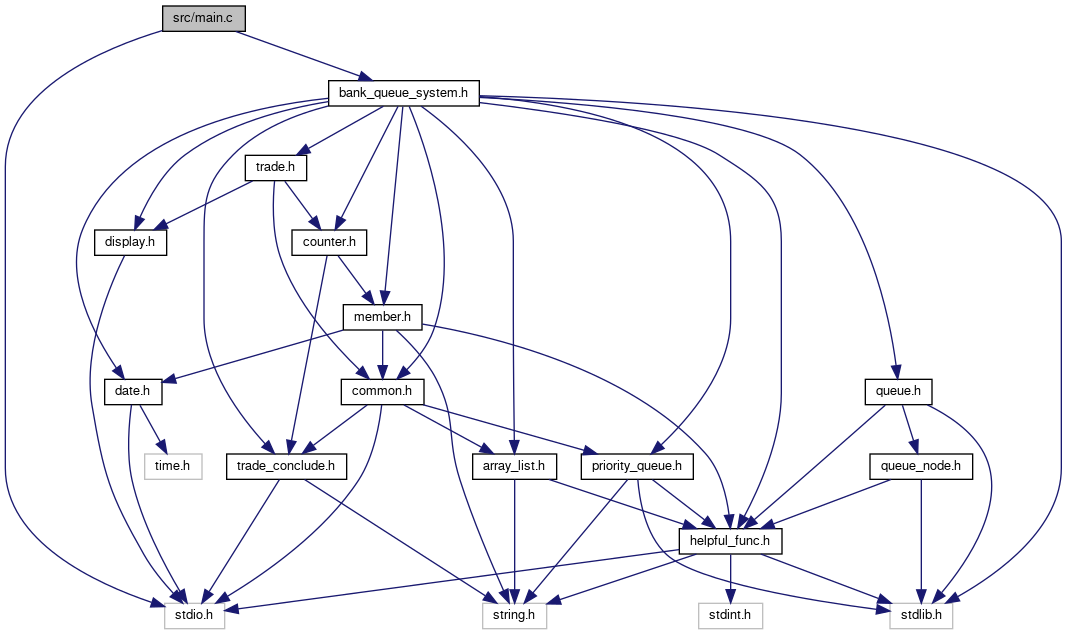 src/main.c
bank_queue_system.h
trade.h
display.h
counter.h
member.h
date.h
common.h
queue.h
time.h
trade_conclude.h
array_list.h
priority_queue.h
queue_node.h
helpful_func.h
stdio.h
string.h
stdint.h
stdlib.h